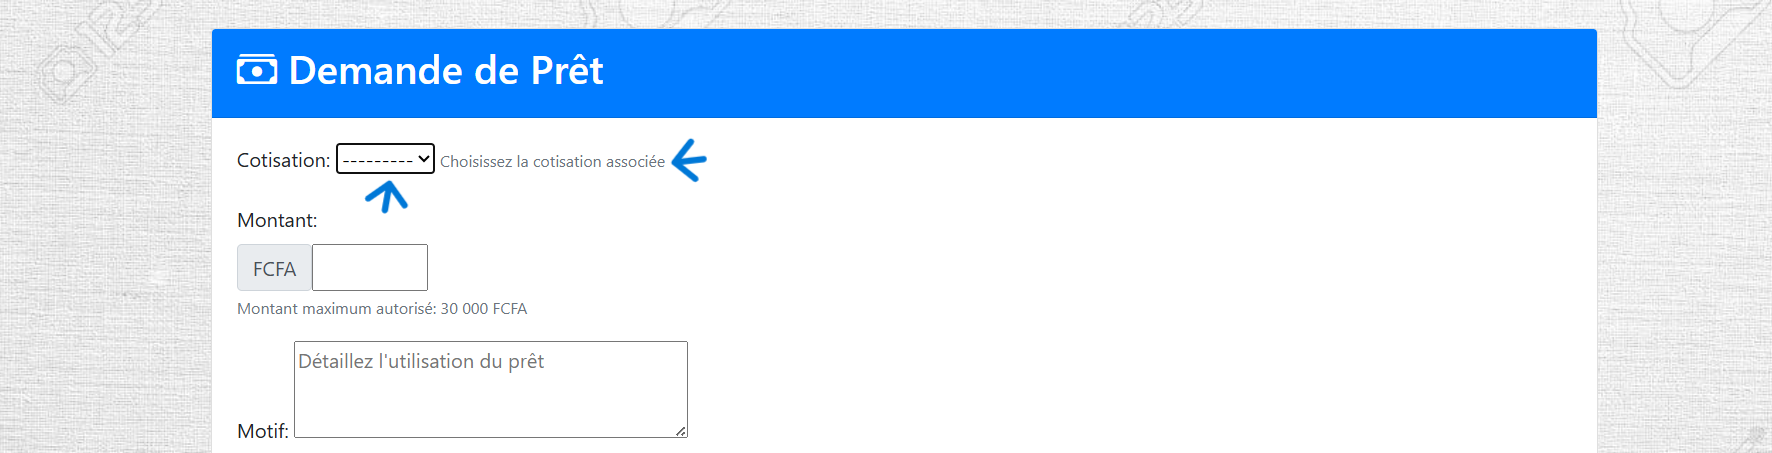 Demande de Prêt
Cotisation: --------- Choisissez la cotisation associée
Montant:
FCFA
Montant maximum autorisé: 30 000 FCFA
Détaillez l'utilisation du prêt
Motif: